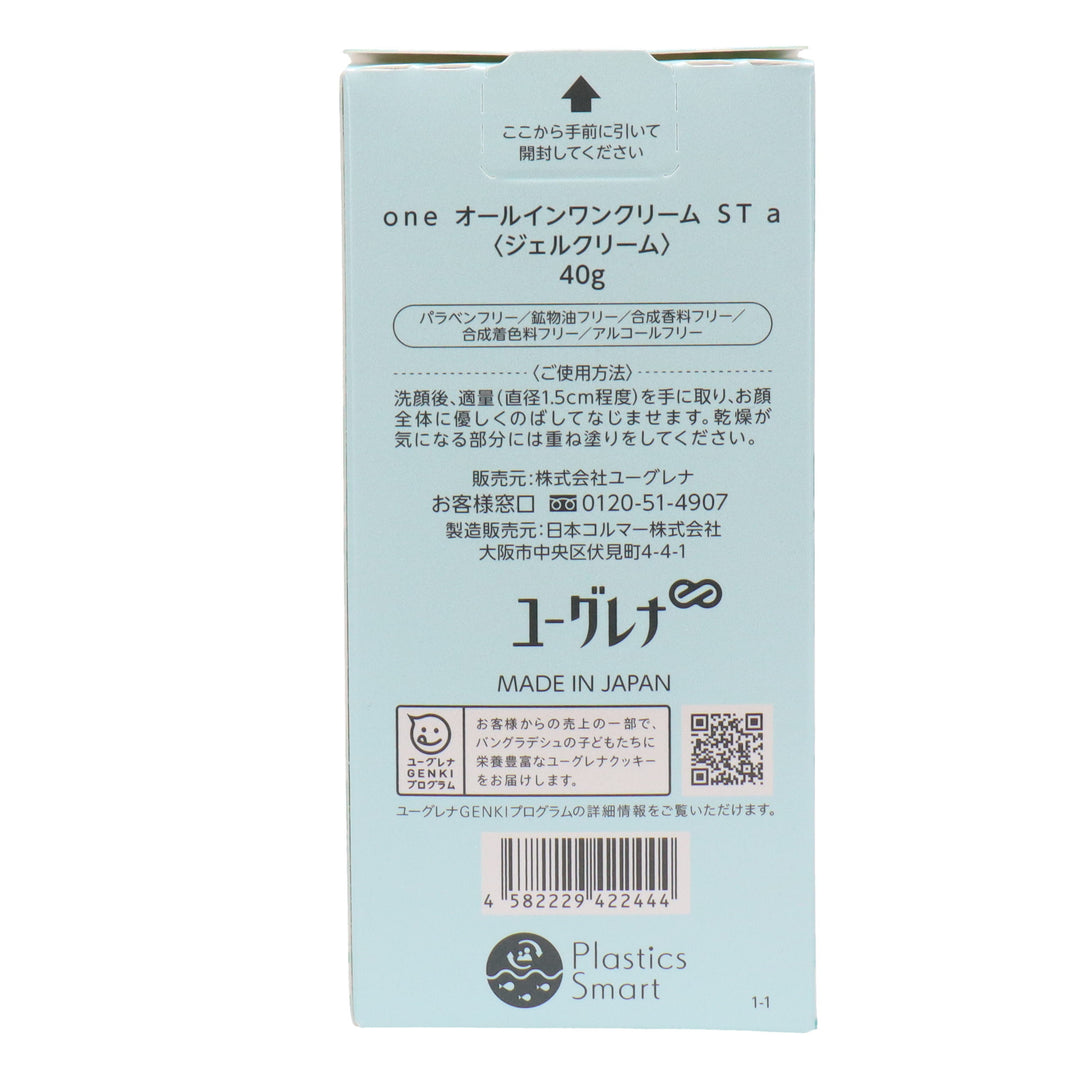 ここから手前に引いて
開封してください
one オールインワンクリーム ST a
〈ジェルクリーム〉
40g
パラベンフリー／鉱物油フリー／合成香料フリー／
合成着色料フリー／アルコールフリー
〈ご使用方法〉
洗顔後、適量(直径1.5cm程度)を手に取り、お顔
全体に優しくのばしてなじませます。乾燥が
気になる部分には重ね塗りをしてください。
販売元：株式会社ユーグレナ
お客様窓口 0120-51-4907
製造販売元：日本コルマー株式会社
大阪市中央区伏見町4-4-1
ユーグレナ
MADE IN JAPAN
ユーグレナ
GENKI
プログラム
お客様からの売上の一部で、
バングラデシュの子どもたちに
栄養豊富なユーグレナクッキー
をお届けします。
ユーグレナGENKIプログラムの詳細情報をご覧いただけます。
4 582229 422444
Plastics
Smart
1-1